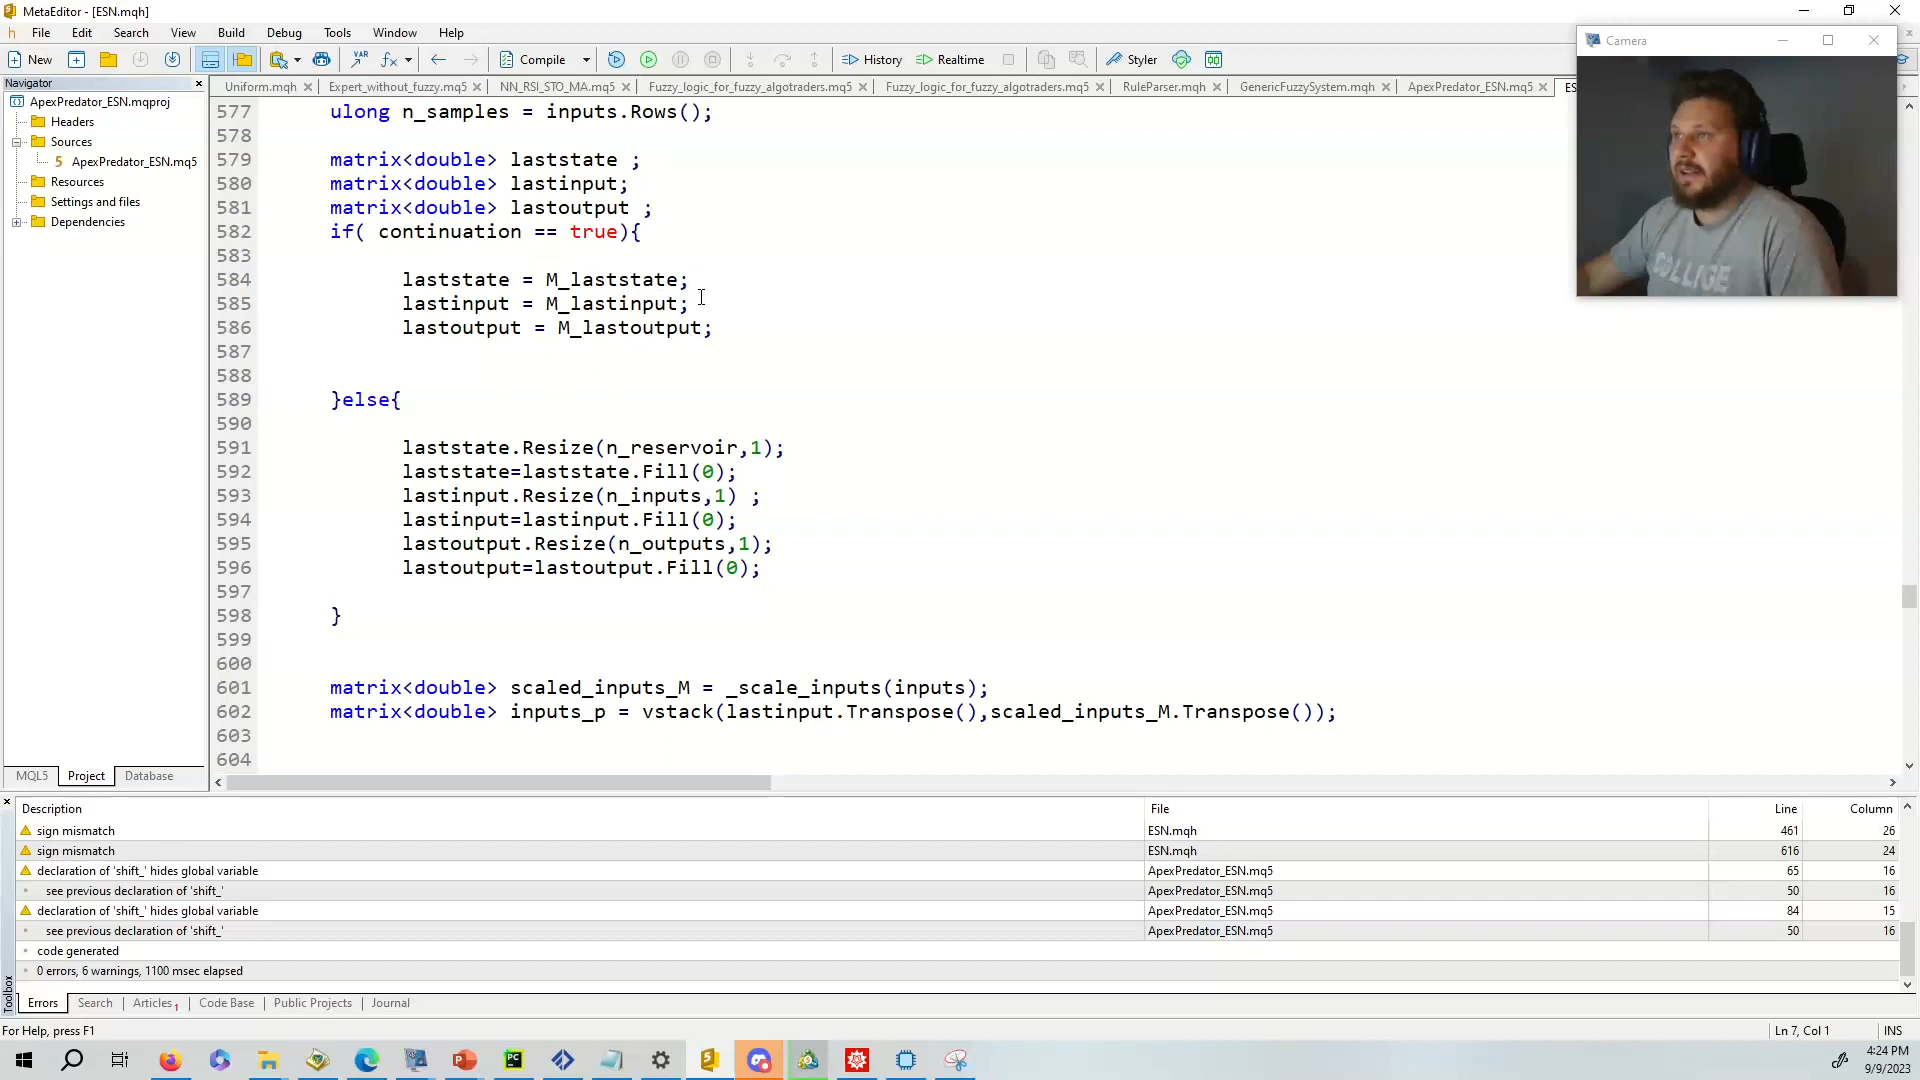 MetaEditor - [ESN.mqh]
File Edit Search View Build Debug Tools Window Help
New Compile History Realtime Styler
Camera
Navigator
ApexPredator_ESN.mqproj
Headers
Sources
ApexPredator_ESN.mq5
Resources
Settings and files
Dependencies
MQL5 Project Database
Uniform.mqh Expert_without_fuzzy.mq5 NN_RSI_STO_MA.mq5 Fuzzy_logic_for_fuzzy_algotraders.mq5 Fuzzy_logic_for_fuzzy_algotraders.mq5 RuleParser.mqh GenericFuzzySystem.mqh ApexPredator_ESN.mq5 ES
577 ulong n_samples = inputs.Rows();
578
579 matrix<double> laststate ;
580 matrix<double> lastinput;
581 matrix<double> lastoutput ;
582 if( continuation == true){
583
584 laststate = M_laststate;
585 lastinput = M_lastinput;
586 lastoutput = M_lastoutput;
587
588
589 }else{
590
591 laststate.Resize(n_reservoir,1);
592 laststate=laststate.Fill(0);
593 lastinput.Resize(n_inputs,1) ;
594 lastinput=lastinput.Fill(0);
595 lastoutput.Resize(n_outputs,1);
596 lastoutput=lastoutput.Fill(0);
597
598 }
599
600
601 matrix<double> scaled_inputs_M = _scale_inputs(inputs);
602 matrix<double> inputs_p = vstack(lastinput.Transpose(),scaled_inputs_M.Transpose());
603
604
Description File Line Column
sign mismatch ESN.mqh 461 26
sign mismatch ESN.mqh 616 24
declaration of 'shift_' hides global variable ApexPredator_ESN.mq5 65 16
see previous declaration of 'shift_' ApexPredator_ESN.mq5 50 16
declaration of 'shift_' hides global variable ApexPredator_ESN.mq5 84 15
see previous declaration of 'shift_' ApexPredator_ESN.mq5 50 16
code generated
0 errors, 6 warnings, 1100 msec elapsed
Toolbox
Errors Search Articles 1 Code Base Public Projects Journal
For Help, press F1 Ln 7, Col 1 INS
4:24 PM
9/9/2023